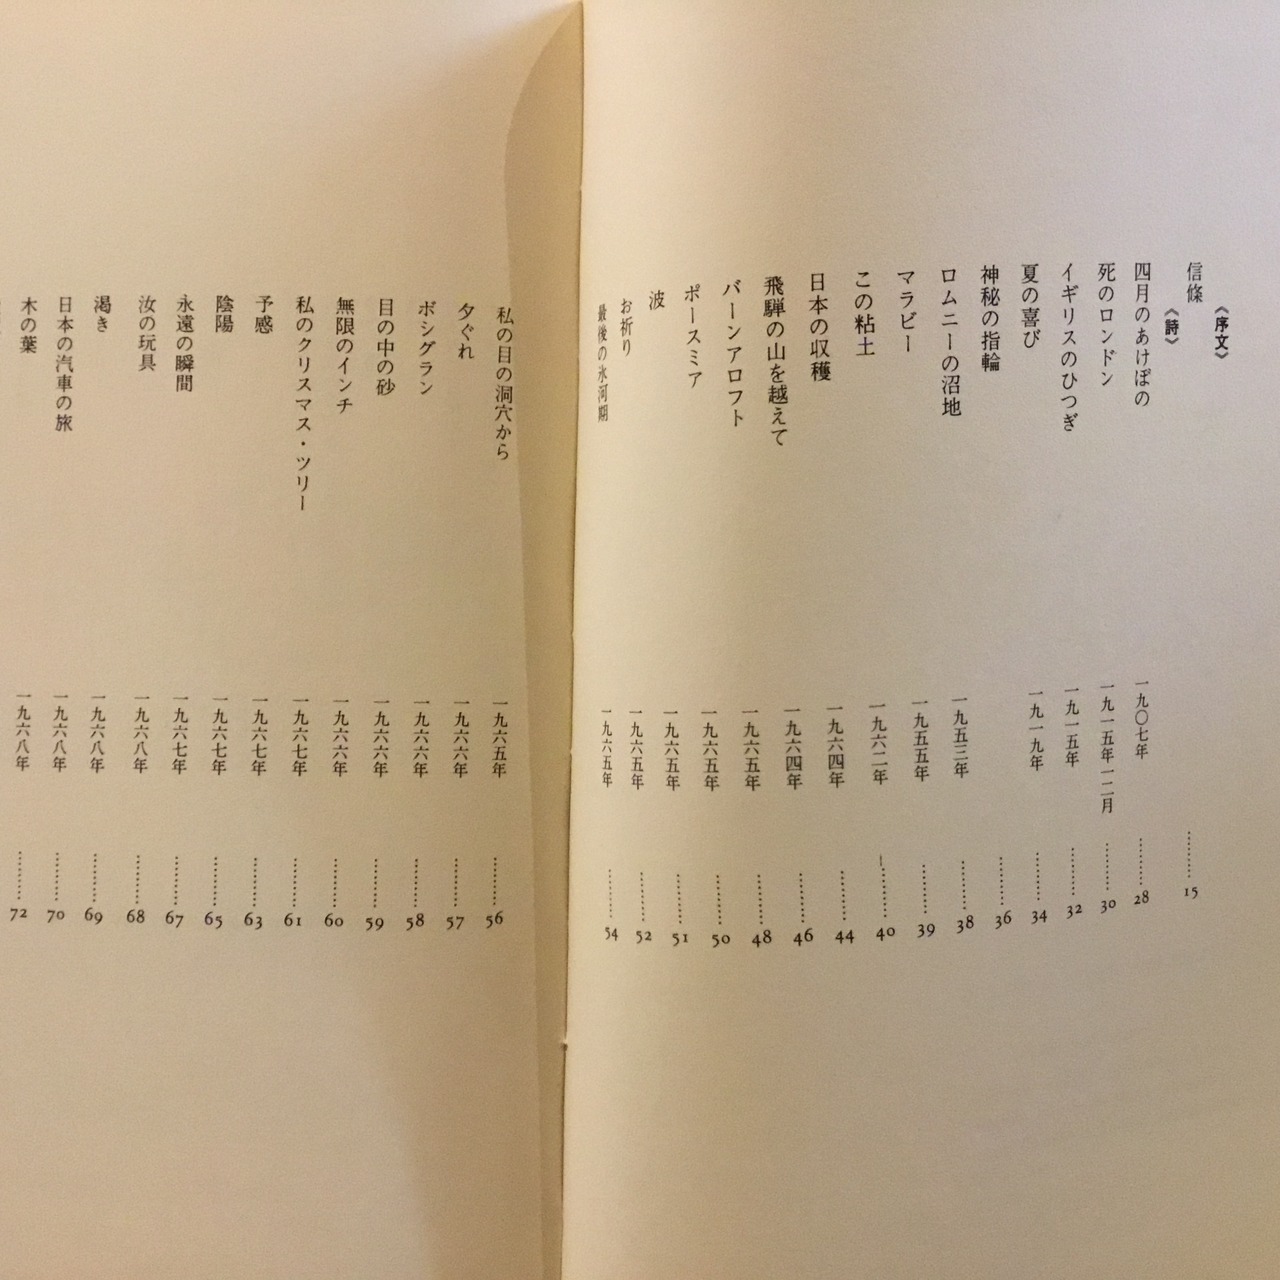 《序文》
信條 ……… 15
《詩》
四月のあけぼの 一九〇七年 ……… 28
死のロンドン 一九一五年一二月 ……… 30
イギリスのひつぎ 一九一五年 ……… 32
夏の喜び 一九一九年 ……… 34
神秘の指輪 ……… 36
ロムニーの沼地 一九五三年 ……… 38
マラビー 一九五五年 ……… 39
この粘土 一九六二年 ……… 40
日本の収穫 一九六四年 ……… 44
飛騨の山を越えて 一九六四年 ……… 46
バーンアロフト 一九六五年 ……… 48
ポースミア 一九六五年 ……… 50
波 一九六五年 ……… 51
お祈り 一九六五年 ……… 52
最後の氷河期 一九六五年 ……… 54
私の目の洞穴から 一九六五年 ……… 56
夕ぐれ 一九六六年 ……… 57
ボシグラン 一九六六年 ……… 58
目の中の砂 一九六六年 ……… 59
無限のインチ 一九六六年 ……… 60
私のクリスマス・ツリー 一九六七年 ……… 61
予感 一九六七年 ……… 63
陰陽 一九六七年 ……… 65
永遠の瞬間 一九六七年 ……… 67
汝の玩具 一九六八年 ……… 68
渇き 一九六八年 ……… 69
日本の汽車の旅 一九六八年 ……… 70
木の葉 一九六八年 ……… 72